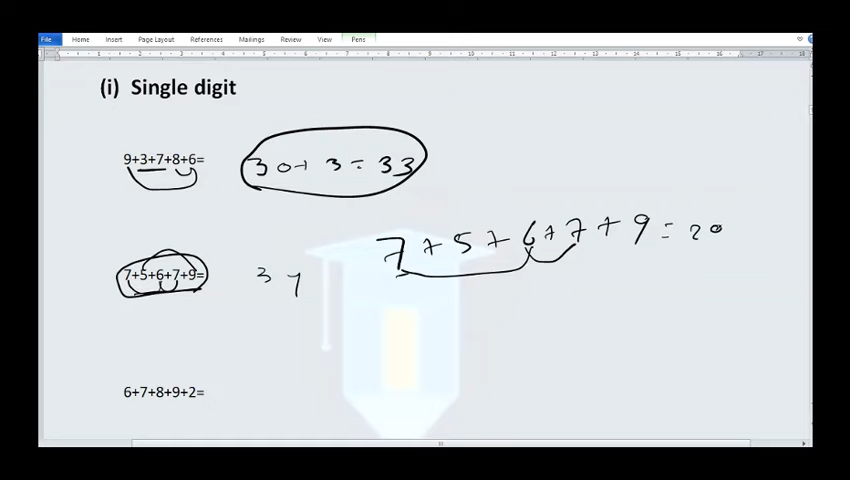 File Home Insert Page Layout References Mailings Review View Pens
(i) Single digit
9+3+7+8+6= 30+3=33
7+5+6+7+9=20
7+5+6+7+9= 34
6+7+8+9+2=